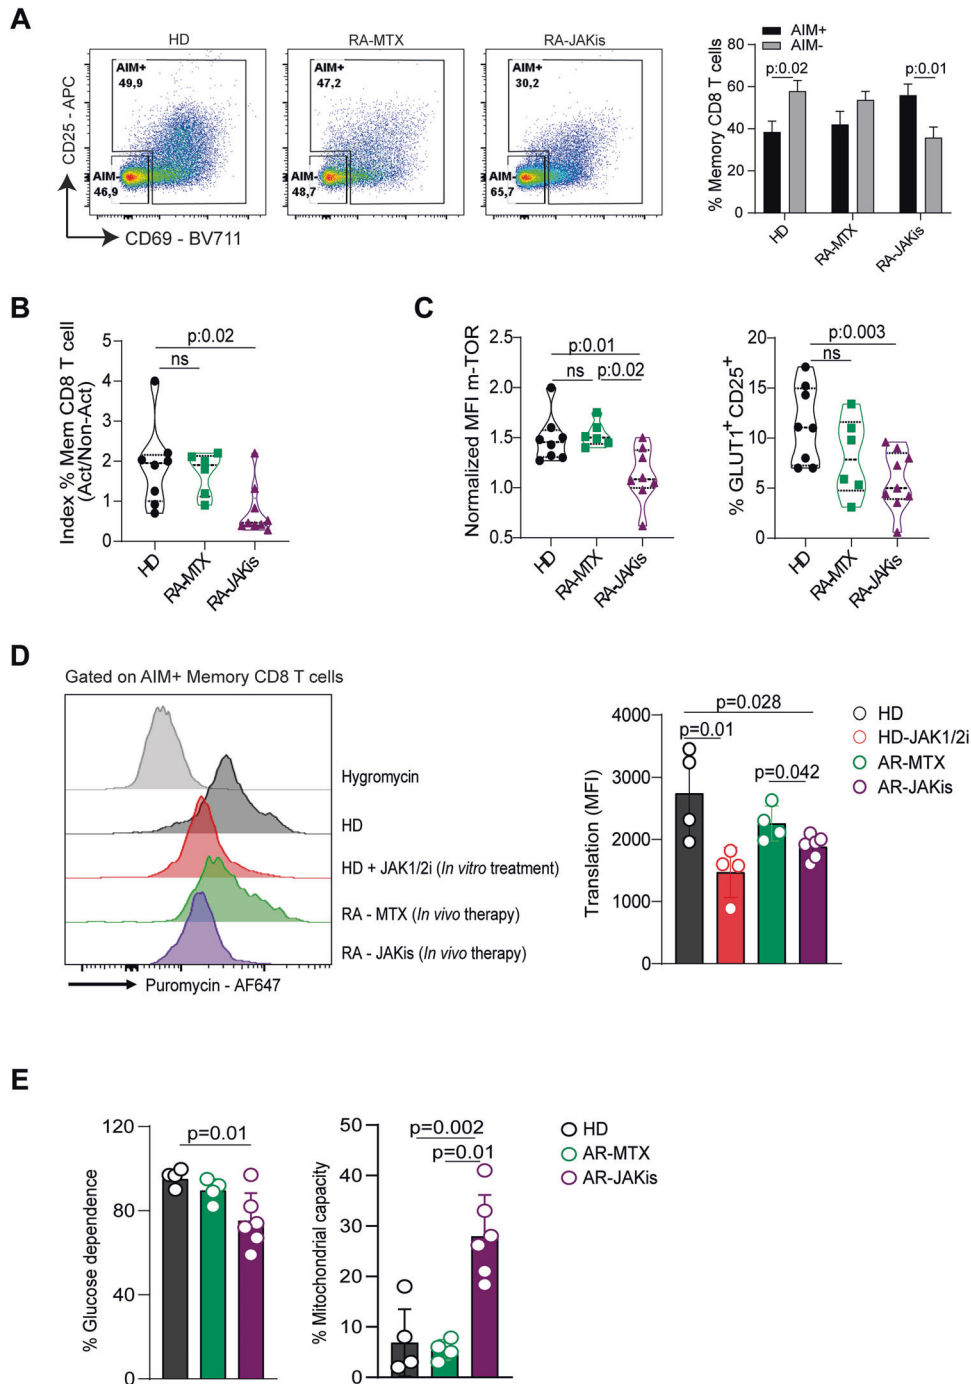 A
HD
RA-MTX
RA-JAKis
AIM+
49,9
AIM-
46,9
AIM+
47,2
AIM-
48,7
AIM+
30,2
AIM-
65,7
CD25 - APC
CD69 - BV711
AIM+
AIM-
% Memory CD8 T cells
80
60
40
20
0
p:0.02
p:0.01
HD
RA-MTX
RA-JAKis
B
Index % Mem CD8 T cell
(Act/Non-Act)
5
4
3
2
1
0
p:0.02
ns
HD
RA-MTX
RA-JAKis
C
Normalized MFI m-TOR
2.5
2.0
1.5
1.0
0.5
p:0.01
ns
p:0.02
HD
RA-MTX
RA-JAKis
% GLUT1+ CD25+
20
15
10
5
0
p:0.003
ns
HD
RA-MTX
RA-JAKis
D
Gated on AIM+ Memory CD8 T cells
Hygromycin
HD
HD + JAK1/2i (In vitro treatment)
RA - MTX (In vivo therapy)
RA - JAKis (In vivo therapy)
Puromycin - AF647
Translation (MFI)
4000
3000
2000
1000
0
p=0.028
p=0.01
p=0.042
HD
HD-JAK1/2i
AR-MTX
AR-JAKis
E
% Glucose dependence
120
80
40
0
p=0.01
% Mitochondrial capacity
50
40
30
20
10
0
p=0.002
p=0.01
HD
AR-MTX
AR-JAKis